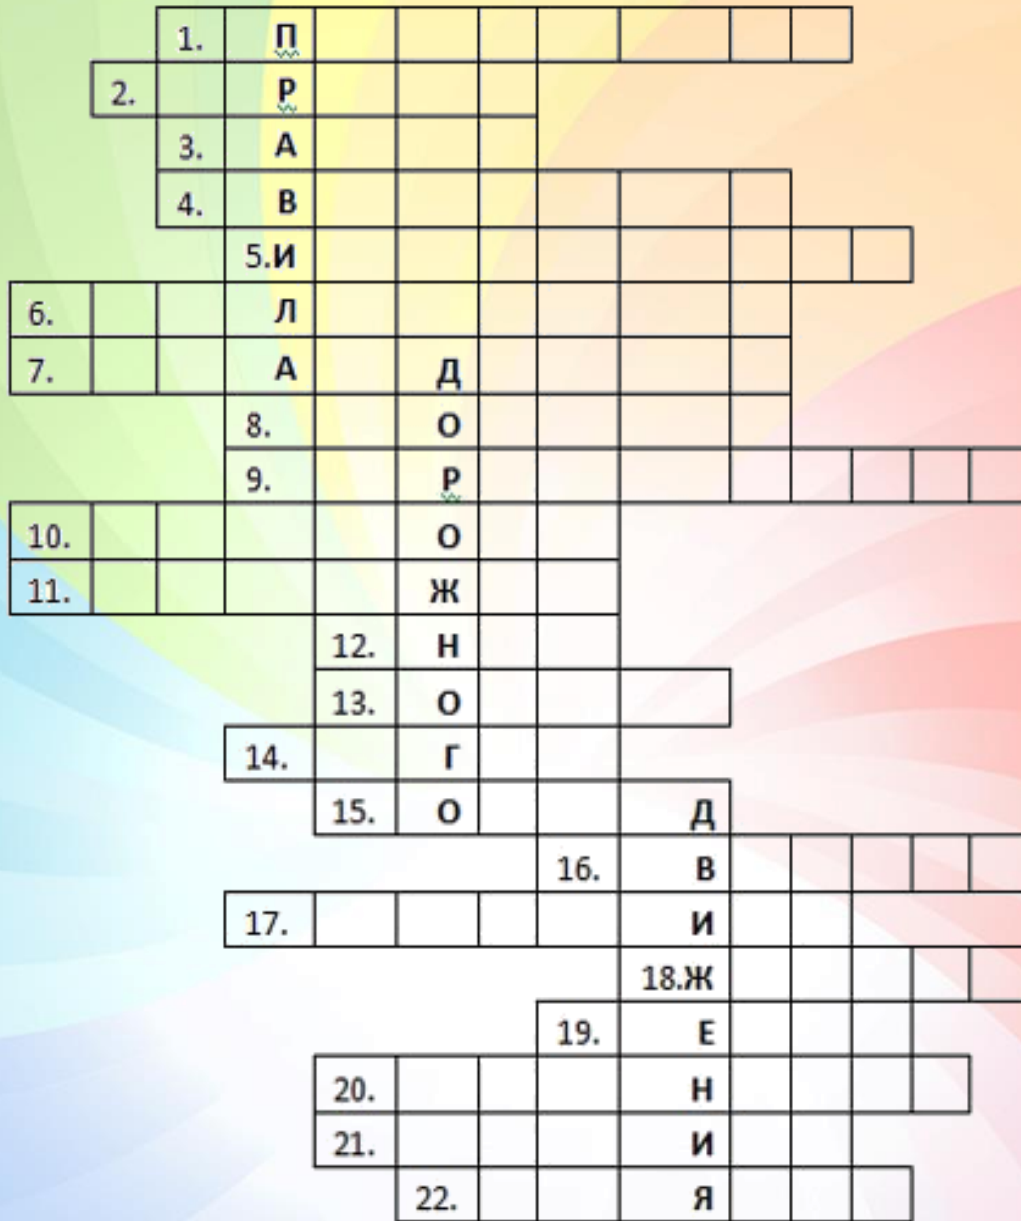 1. П
2. Р
3. А
4. В
5.И
6. Л
7. А Д
8. О
9. Р
10. О
11. Ж
12. Н
13. О
14. Г
15. О Д
16. В
17. И
18.Ж
19. Е
20. Н
21. И
22. Я